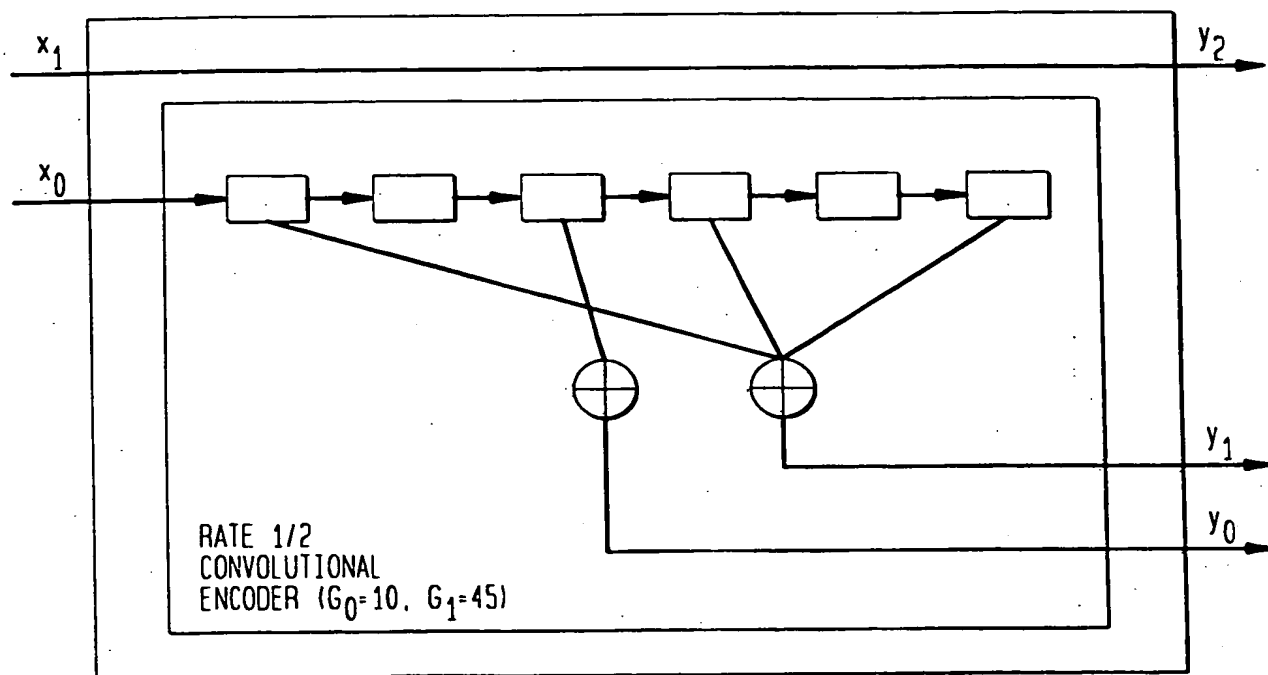 x1
y2
x0
y1
y0
RATE 1/2
CONVOLUTIONAL
ENCODER (G0=10, G1=45)